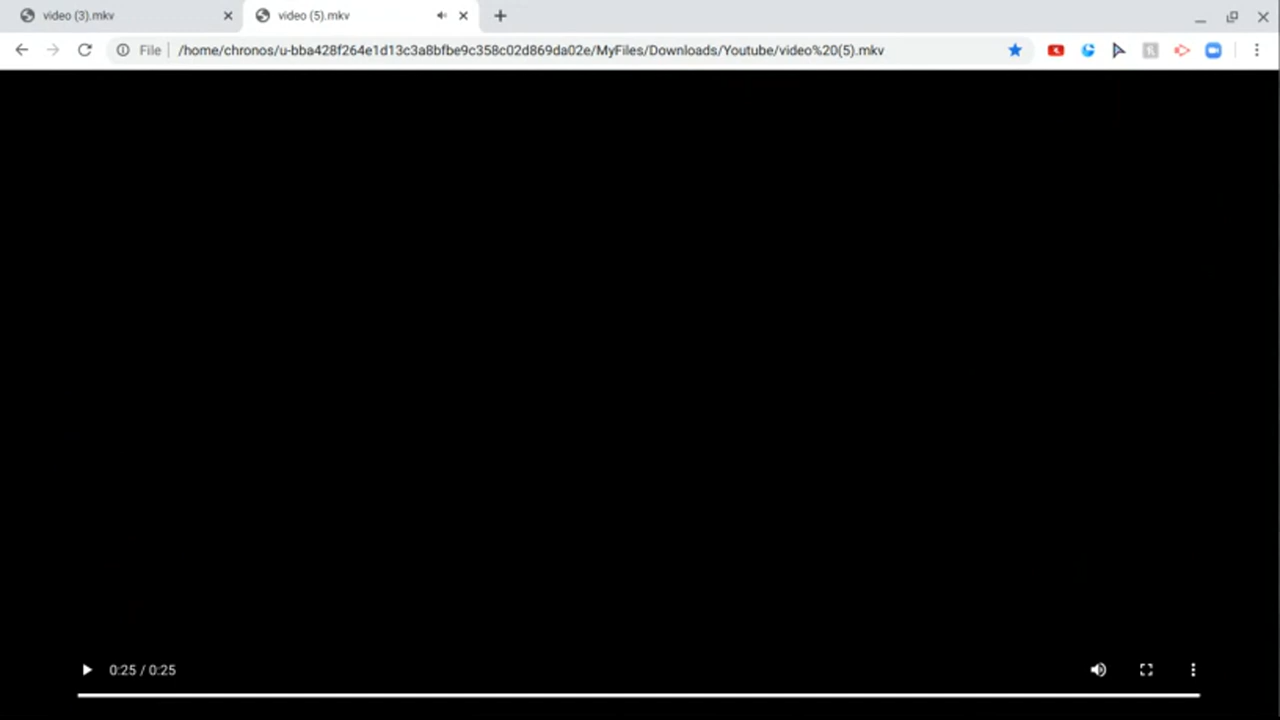 video (3).mkv
video (5).mkv
File
/home/chronos/u-bba428f264e1d13c3a8bfbe9c358c02d869da02e/MyFiles/Downloads/Youtube/video%20(5).mkv
0:25 / 0:25